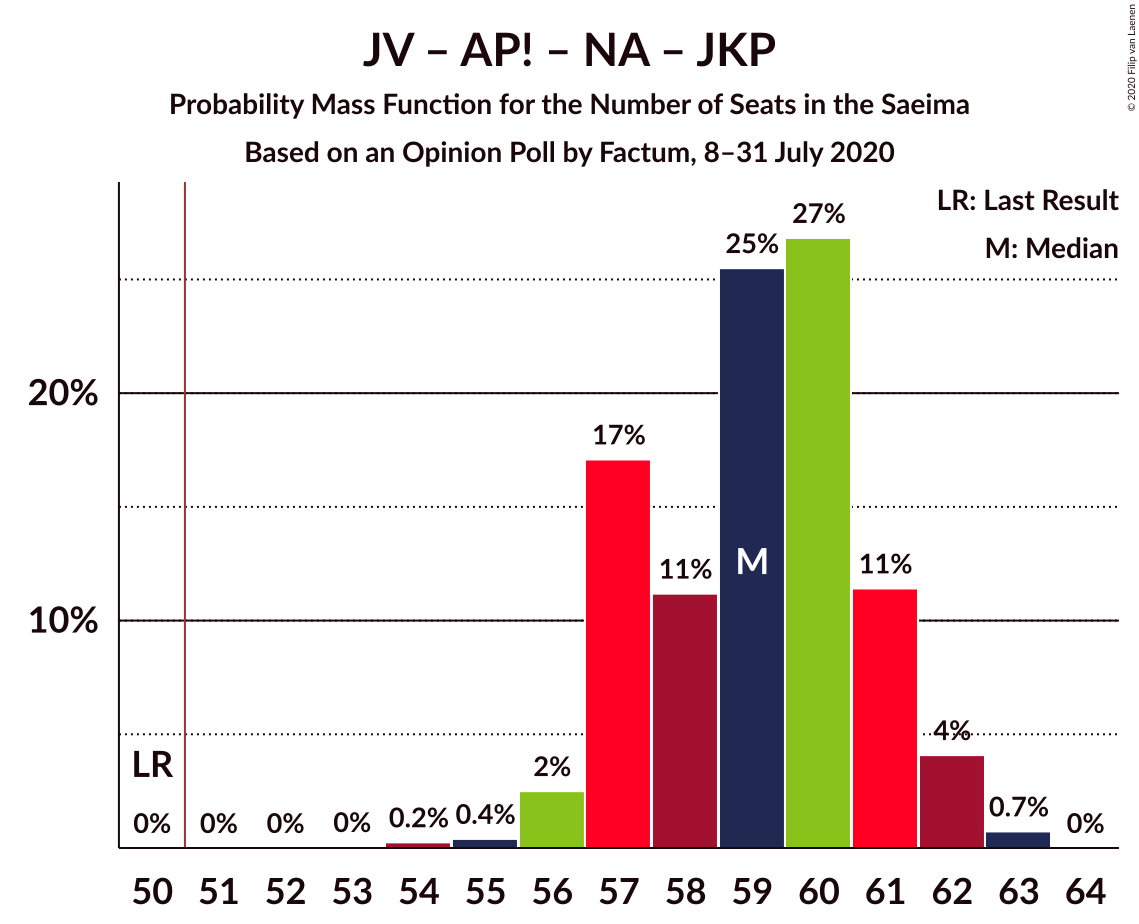 JV – AP! – NA – JKP
Probability Mass Function for the Number of Seats in the Saeima
Based on an Opinion Poll by Factum, 8–31 July 2020
© 2020 Filip van Laenen
LR: Last Result
M: Median
27%
25%
20%
17%
M
11%
11%
10%
LR
4%
2%
0%
0%
0%
0%
0.2%
0.4%
0.7%
0%
50 51 52 53 54 55 56 57 58 59 60 61 62 63 64